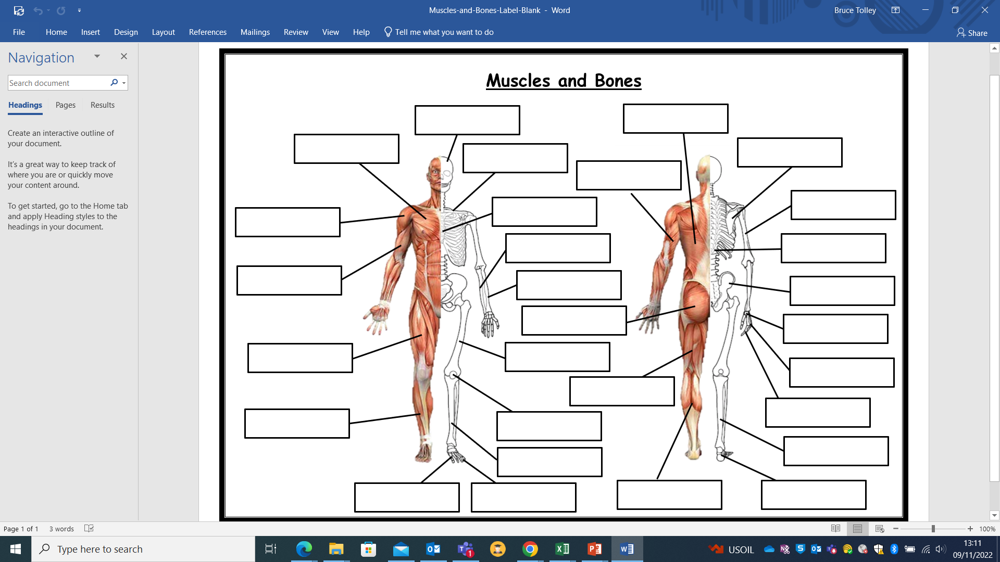 Muscles-and-Bones-Label-Blank - Word
Bruce Tolley
File Home Insert Design Layout References Mailings Review View Help Tell me what you want to do
Share
Navigation
Search document
Headings Pages Results
Create an interactive outline of
your document.
It's a great way to keep track of
where you are or quickly move
your content around.
To get started, go to the Home tab
and apply Heading styles to the
headings in your document.
Muscles and Bones
Page 1 of 1 3 words
100%
Type here to search
USOIL
13:11
09/11/2022